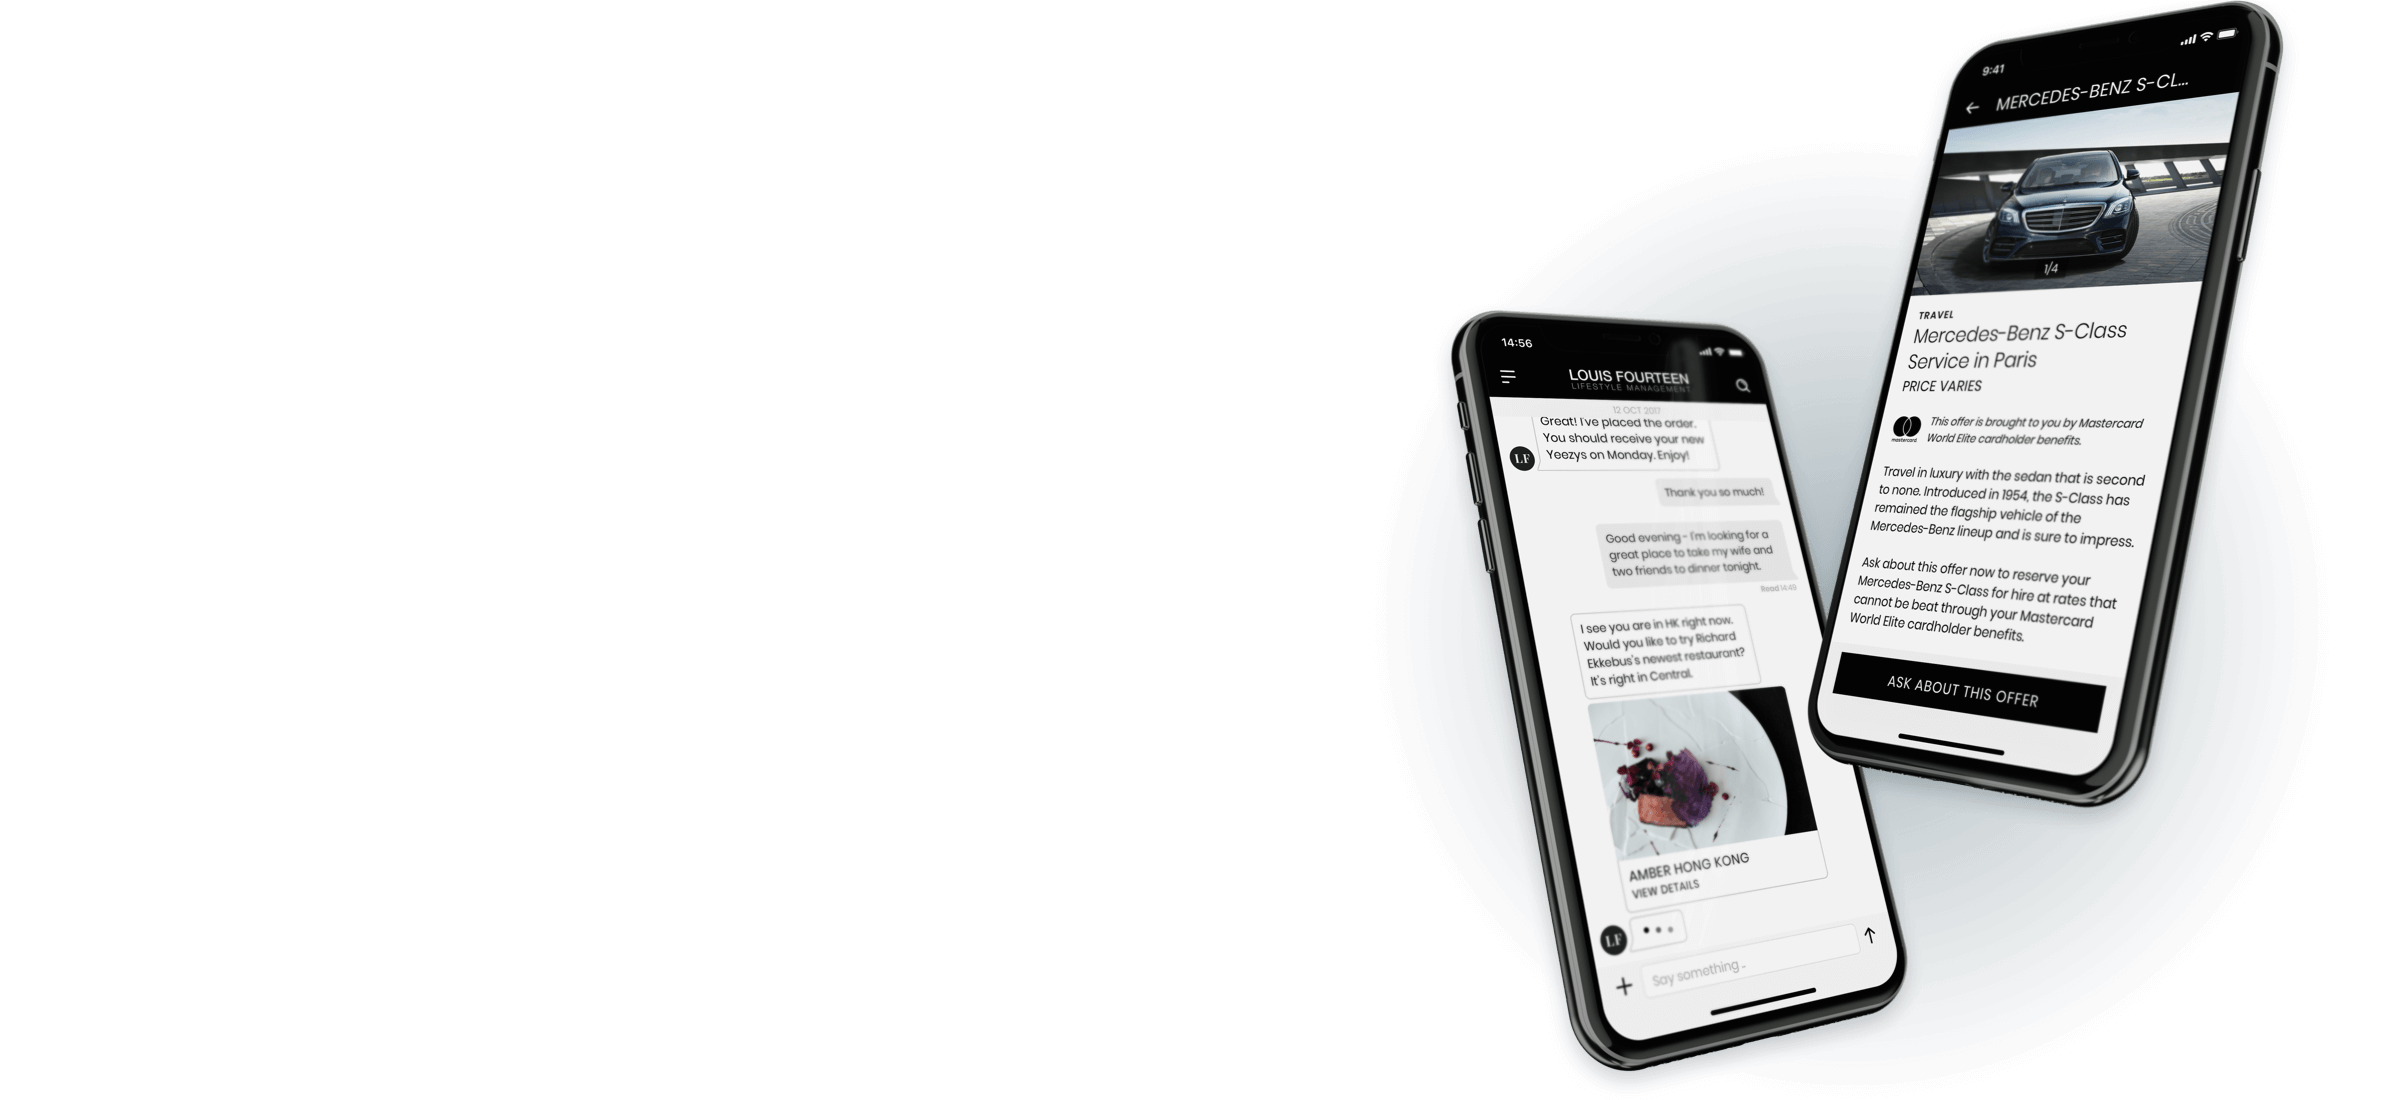 14:56
LOUIS FOURTEEN
LIFESTYLE MANAGEMENT
12 OCT 2017
Great! I've placed the order.
You should receive your new
Yeezys on Monday. Enjoy!
LF
Thank you so much!
Good evening - I'm looking for a
great place to take my wife and
two friends to dinner tonight.
Read 14:49
I see you are in HK right now.
Would you like to try Richard
Ekkebus's newest restaurant?
It's right in Central.
AMBER HONG KONG
VIEW DETAILS
LF
Say something..
9:41
MERCEDES-BENZ S-CL...
1/4
TRAVEL
Mercedes-Benz S-Class
Service in Paris
PRICE VARIES
mastercard
This offer is brought to you by Mastercard
World Elite cardholder benefits.
Travel in luxury with the sedan that is second
to none. Introduced in 1954, the S-Class has
remained the flagship vehicle of the
Mercedes-Benz lineup and is sure to impress.
Ask about this offer now to reserve your
Mercedes-Benz S-Class for hire at rates that
cannot be beat through your Mastercard
World Elite cardholder benefits.
ASK ABOUT THIS OFFER